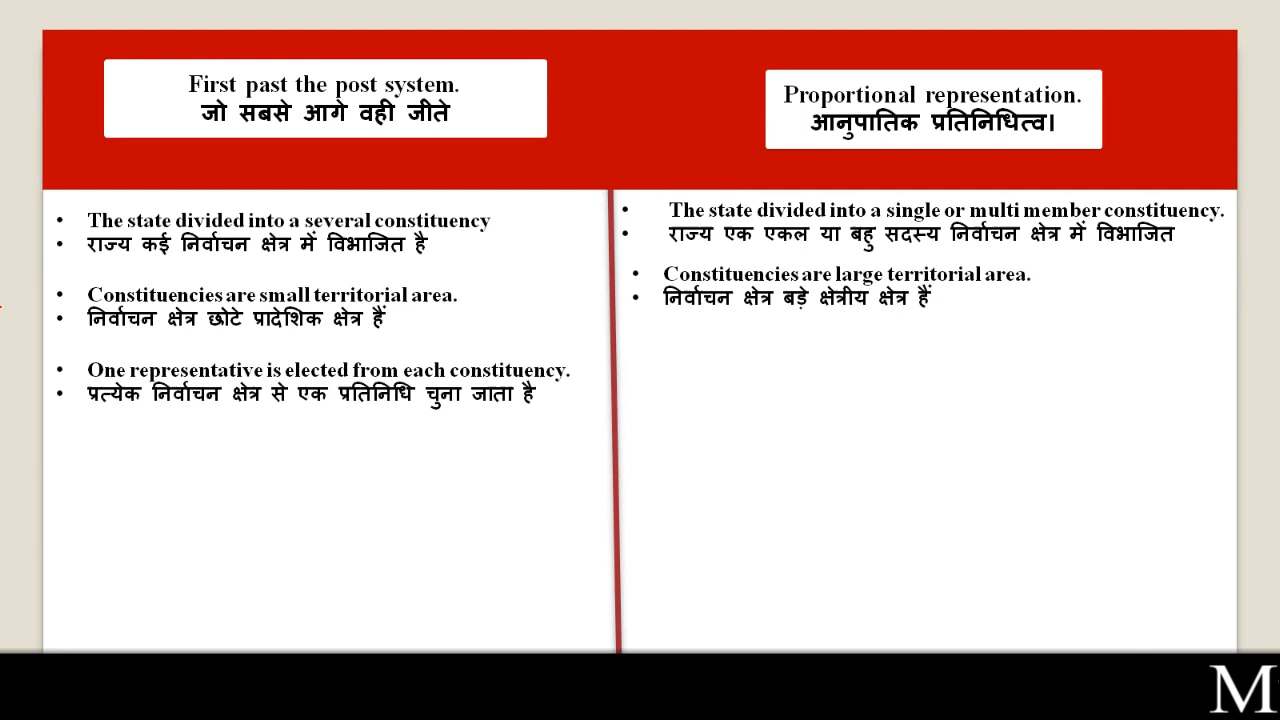 First past the post system.
जो सबसे आगे वही जीते
Proportional representation.
आनुपातिक प्रतिनिधित्व।
• The state divided into a several constituency
• राज्य कई निर्वाचन क्षेत्र में विभाजित है
• Constituencies are small territorial area.
• निर्वाचन क्षेत्र छोटे प्रादेशिक क्षेत्र हैं
• One representative is elected from each constituency.
• प्रत्येक निर्वाचन क्षेत्र से एक प्रतिनिधि चुना जाता है
• The state divided into a single or multi member constituency.
• राज्य एक एकल या बहु सदस्य निर्वाचन क्षेत्र में विभाजित
• Constituencies are large territorial area.
• निर्वाचन क्षेत्र बड़े क्षेत्रीय क्षेत्र हैं
M